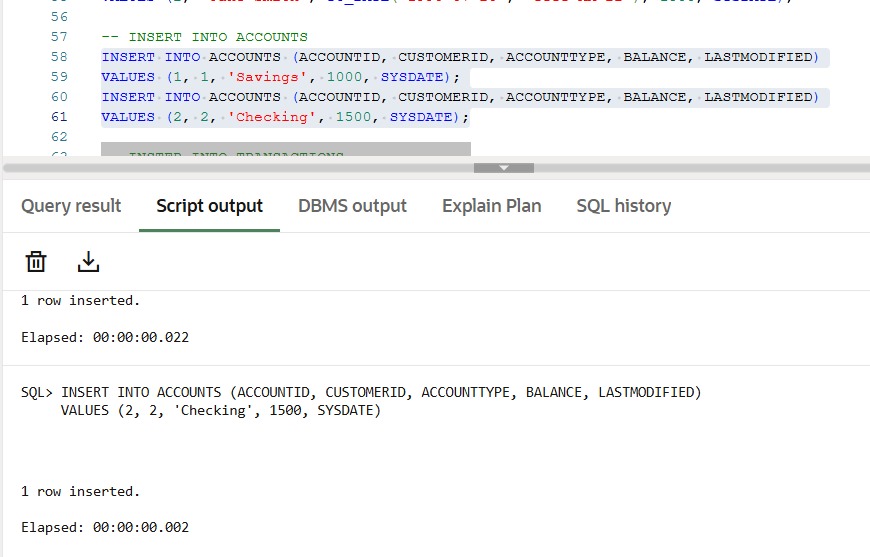 56
57 -- INSERT INTO ACCOUNTS
58 INSERT INTO ACCOUNTS (ACCOUNTID, CUSTOMERID, ACCOUNTTYPE, BALANCE, LASTMODIFIED)
59 VALUES (1, 1, 'Savings', 1000, SYSDATE);
60 INSERT INTO ACCOUNTS (ACCOUNTID, CUSTOMERID, ACCOUNTTYPE, BALANCE, LASTMODIFIED)
61 VALUES (2, 2, 'Checking', 1500, SYSDATE);
62
Query result Script output DBMS output Explain Plan SQL history
1 row inserted.
Elapsed: 00:00:00.022
SQL> INSERT INTO ACCOUNTS (ACCOUNTID, CUSTOMERID, ACCOUNTTYPE, BALANCE, LASTMODIFIED)
VALUES (2, 2, 'Checking', 1500, SYSDATE)
1 row inserted.
Elapsed: 00:00:00.002